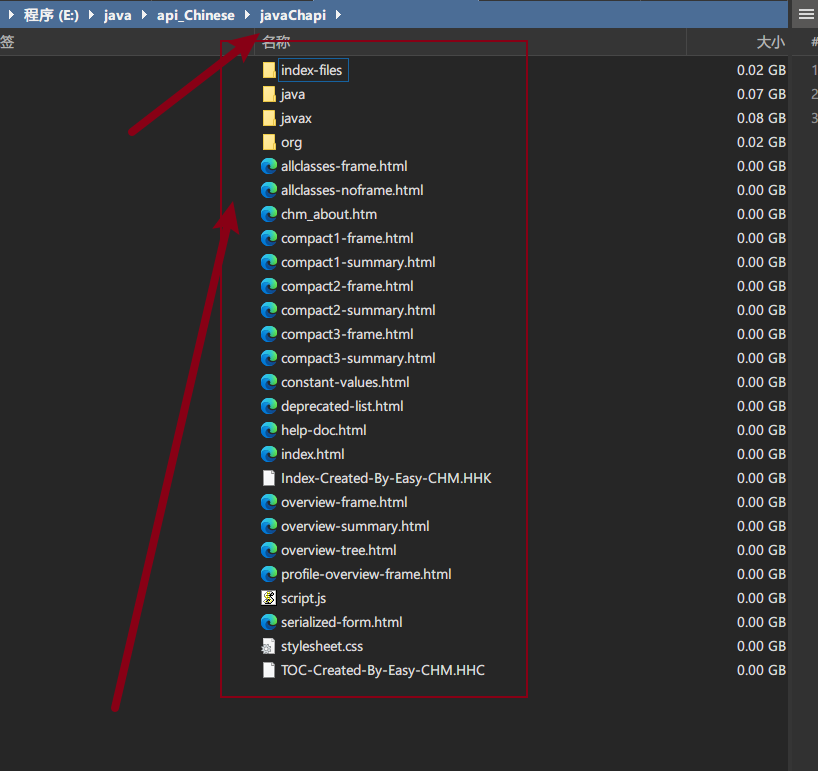 程序 (E:) java api_Chinese javaChapi
签 名称 大小 #
index-files 0.02 GB 1
java 0.07 GB 2
javax 0.08 GB 3
org 0.02 GB
allclasses-frame.html 0.00 GB
allclasses-noframe.html 0.00 GB
chm_about.htm 0.00 GB
compact1-frame.html 0.00 GB
compact1-summary.html 0.00 GB
compact2-frame.html 0.00 GB
compact2-summary.html 0.00 GB
compact3-frame.html 0.00 GB
compact3-summary.html 0.00 GB
constant-values.html 0.00 GB
deprecated-list.html 0.00 GB
help-doc.html 0.00 GB
index.html 0.00 GB
Index-Created-By-Easy-CHM.HHK 0.00 GB
overview-frame.html 0.00 GB
overview-summary.html 0.00 GB
overview-tree.html 0.00 GB
profile-overview-frame.html 0.00 GB
script.js 0.00 GB
serialized-form.html 0.00 GB
stylesheet.css 0.00 GB
TOC-Created-By-Easy-CHM.HHC 0.00 GB